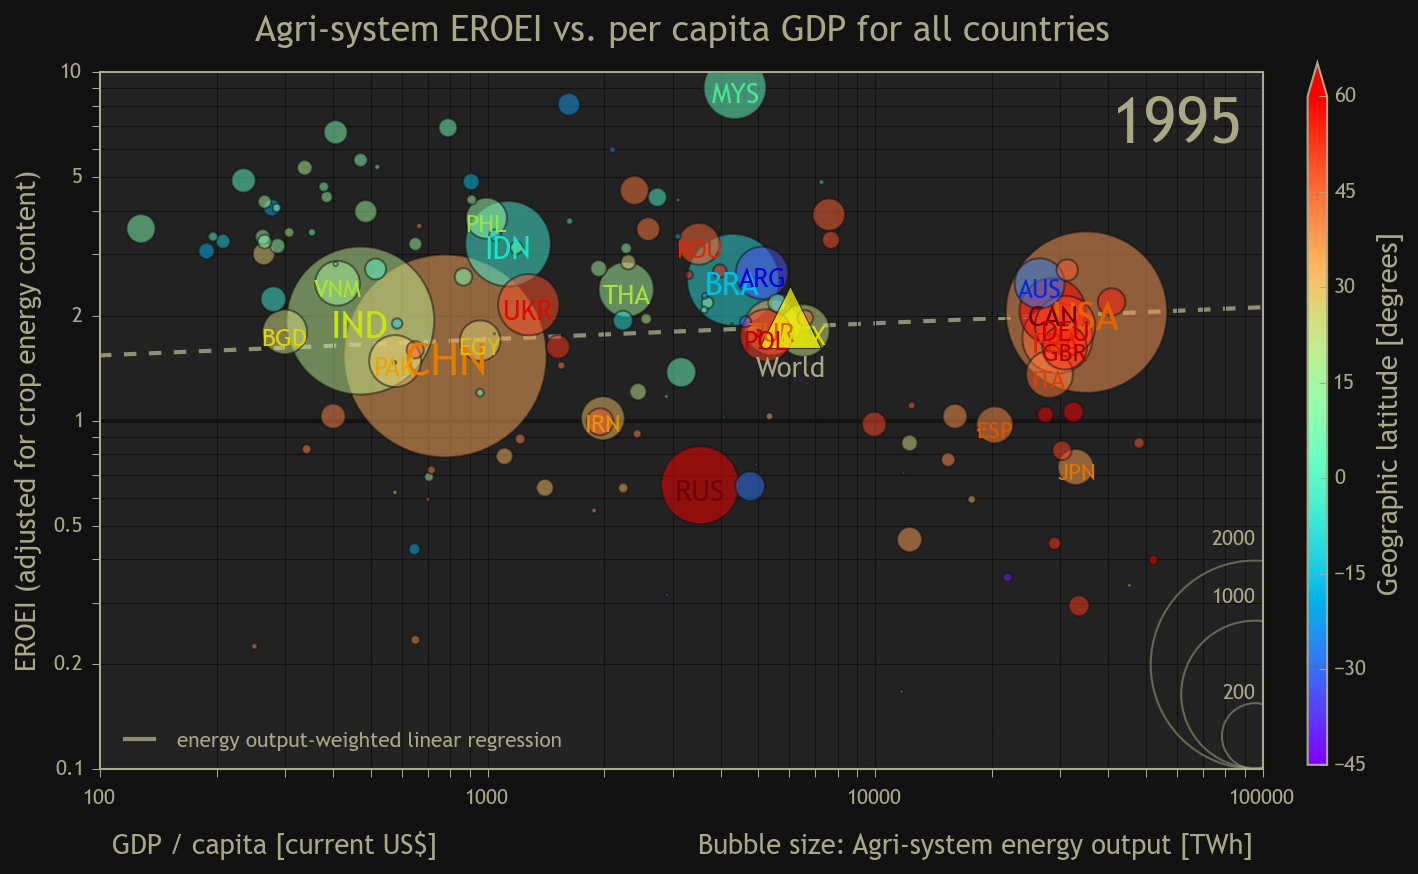 Agri-system EROEI vs. per capita GDP for all countries
1995
EROEI (adjusted for crop energy content)
10
5
2
1
0.5
0.2
0.1
MYS
PHL
IDN
ROU
BRA
ARG
VNM
THA
UKR
IND
BGD
EGY
PAK
CHN
TUR
POL
World
AUS
USA
CAN
DEU
GBR
ITA
IRN
ESP
JPN
RUS
2000
1000
200
energy output-weighted linear regression
100
1000
10000
100000
GDP / capita [current US$]
Bubble size: Agri-system energy output [TWh]
60
45
30
15
0
−15
−30
−45
Geographic latitude [degrees]